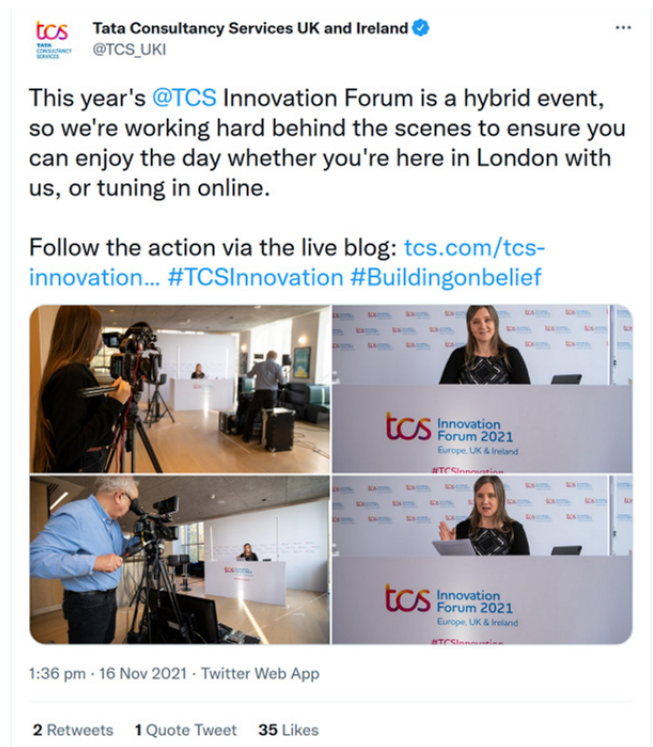 tcs
TATA
CONSULTANCY
SERVICES
Tata Consultancy Services UK and Ireland
@TCS_UKI
This year's @TCS Innovation Forum is a hybrid event,
so we're working hard behind the scenes to ensure you
can enjoy the day whether you're here in London with
us, or tuning in online.
Follow the action via the live blog: tcs.com/tcs-
innovation... #TCSInnovation #Buildingonbelief
tcs Innovation
Forum 2021
Europe, UK & Ireland
#TCSInnovation
tcs Innovation
Forum 2021
Europe, UK & Ireland
#TCSInnovation
1:36 pm · 16 Nov 2021 · Twitter Web App
2 Retweets 1 Quote Tweet 35 Likes